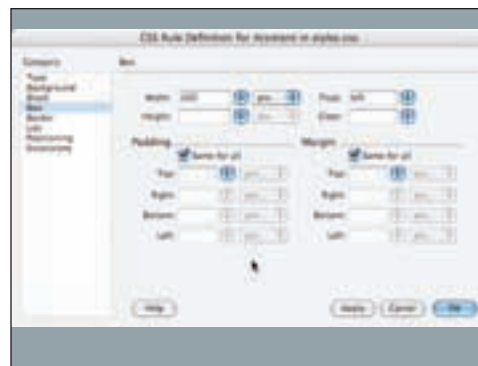 CSS Rule Definition for in styles.css
Category
Box
Type
Background
Block
Box
Border
List
Positioning
Extensions
Width:
Float: left
Height:
Clear:
Padding
Margin
Same for all
Same for all
Top:
Top:
Right:
Right:
Bottom:
Bottom:
Left:
Left:
Help
Apply
Cancel
OK